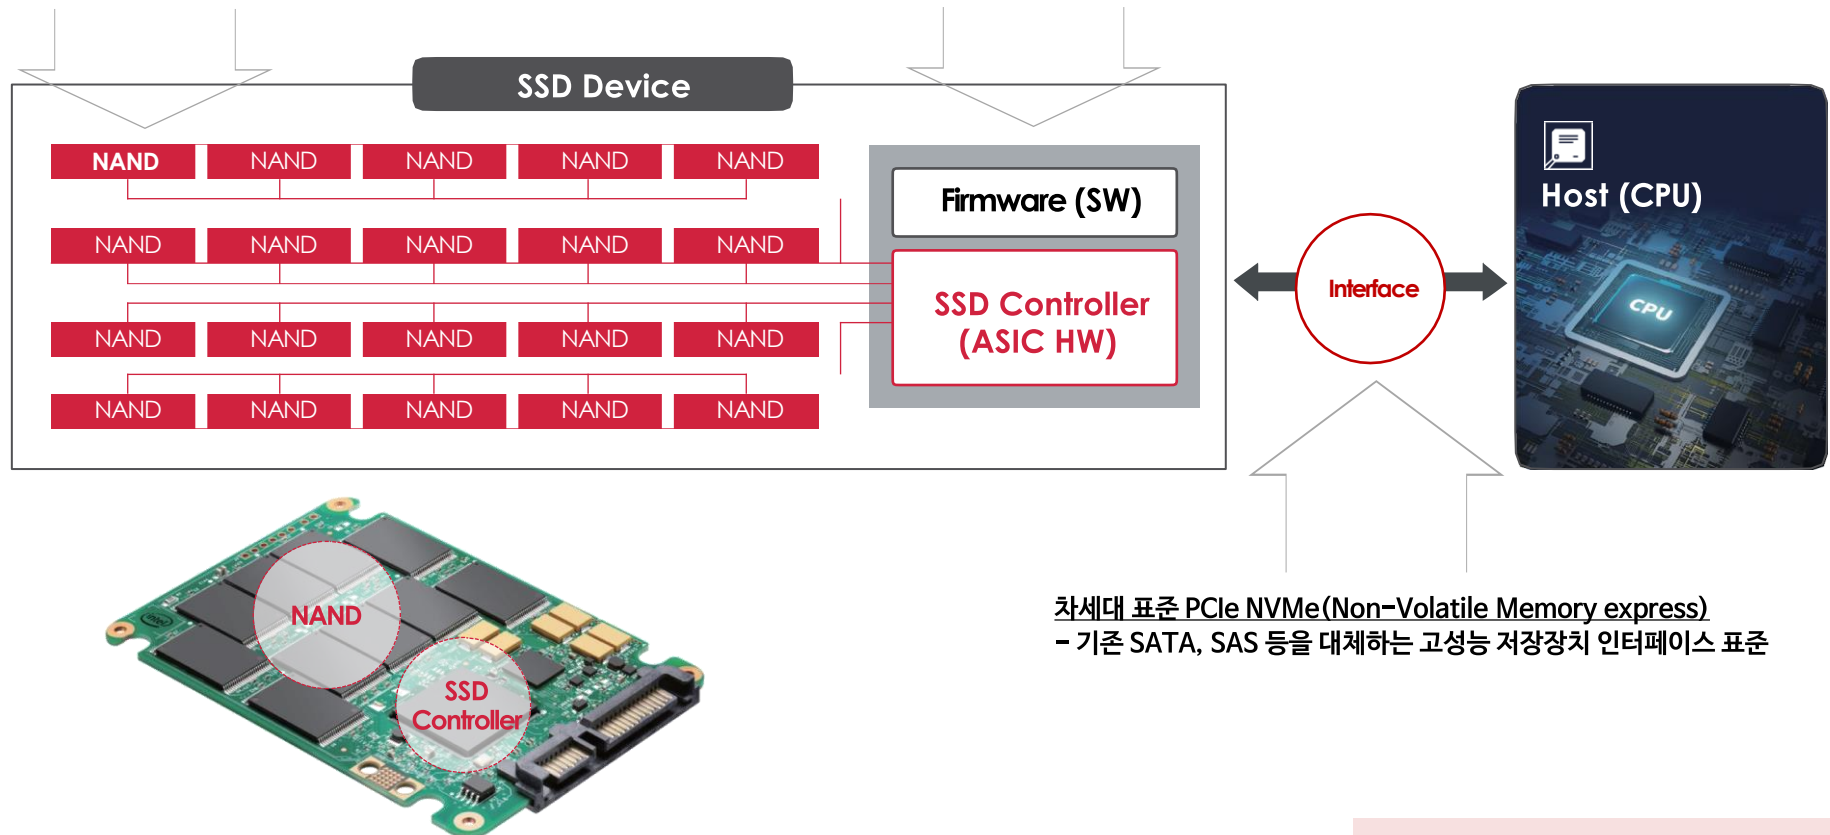 SSD Device
NAND NAND NAND NAND NAND
NAND NAND NAND NAND NAND
NAND NAND NAND NAND NAND
NAND NAND NAND NAND NAND
Firmware (SW)
SSD Controller
(ASIC HW)
Interface
Host (CPU)
CPU
NAND
SSD
Controller
intel
차세대 표준 PCIe NVMe(Non-Volatile Memory express)
- 기존 SATA, SAS 등을 대체하는 고성능 저장장치 인터페이스 표준